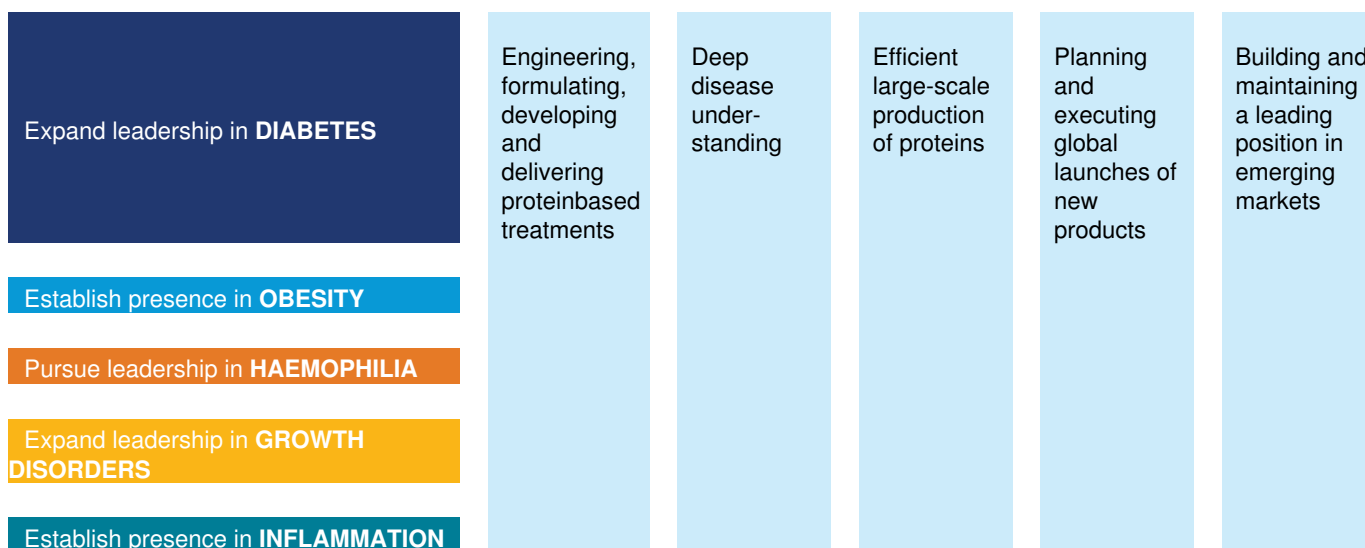 Expand leadership in DIABETES
Establish presence in OBESITY
Pursue leadership in HAEMOPHILIA
Expand leadership in GROWTH
DISORDERS
Establish presence in INFLAMMATION
Engineering,
formulating,
developing
and
delivering
proteinbased
treatments
Deep
disease
under-
standing
Efficient
large-scale
production
of proteins
Planning
and
executing
global
launches of
new
products
Building and
maintaining
a leading
position in
emerging
markets